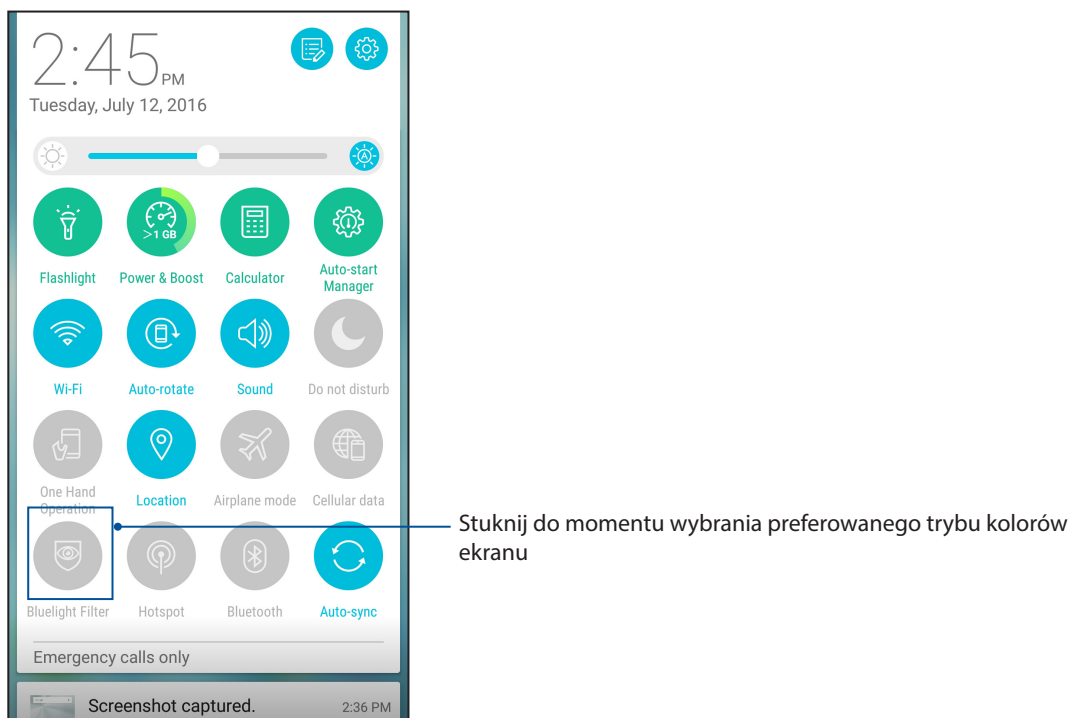 2:45 PM
Tuesday, July 12, 2016
A
>1 GB
Flashlight Power & Boost Calculator Auto-start Manager
Wi-Fi Auto-rotate Sound Do not disturb
One Hand Operation Location Airplane mode Cellular data
Stuknij do momentu wybrania preferowanego trybu kolorów
ekranu
Bluelight Filter Hotspot Bluetooth Auto-sync
Emergency calls only
Screenshot captured. 2:36 PM